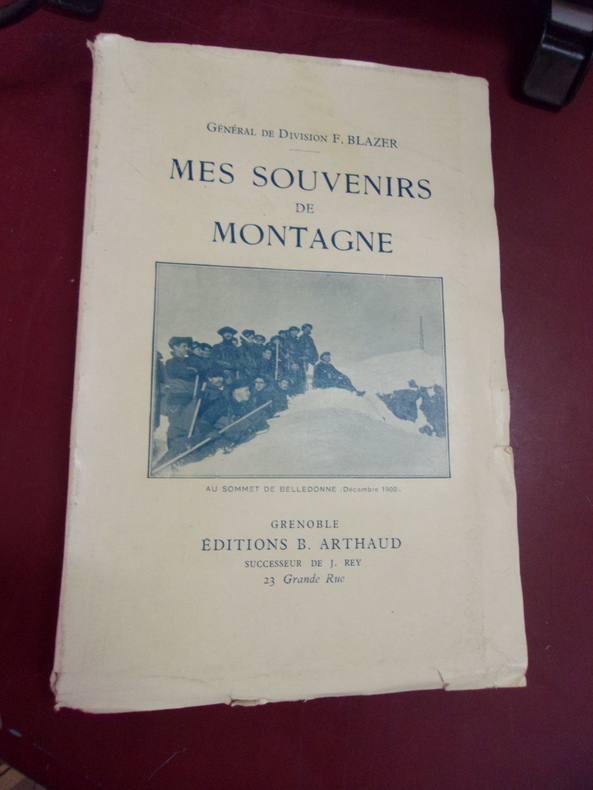 GÉNÉRAL DE DIVISION F. BLAZER
MES SOUVENIRS
DE
MONTAGNE
AU SOMMET DE BELLEDONNE (Décembre 1909).
GRENOBLE
ÉDITIONS B. ARTHAUD
SUCCESSEUR DE J. REY
23 Grande Rue